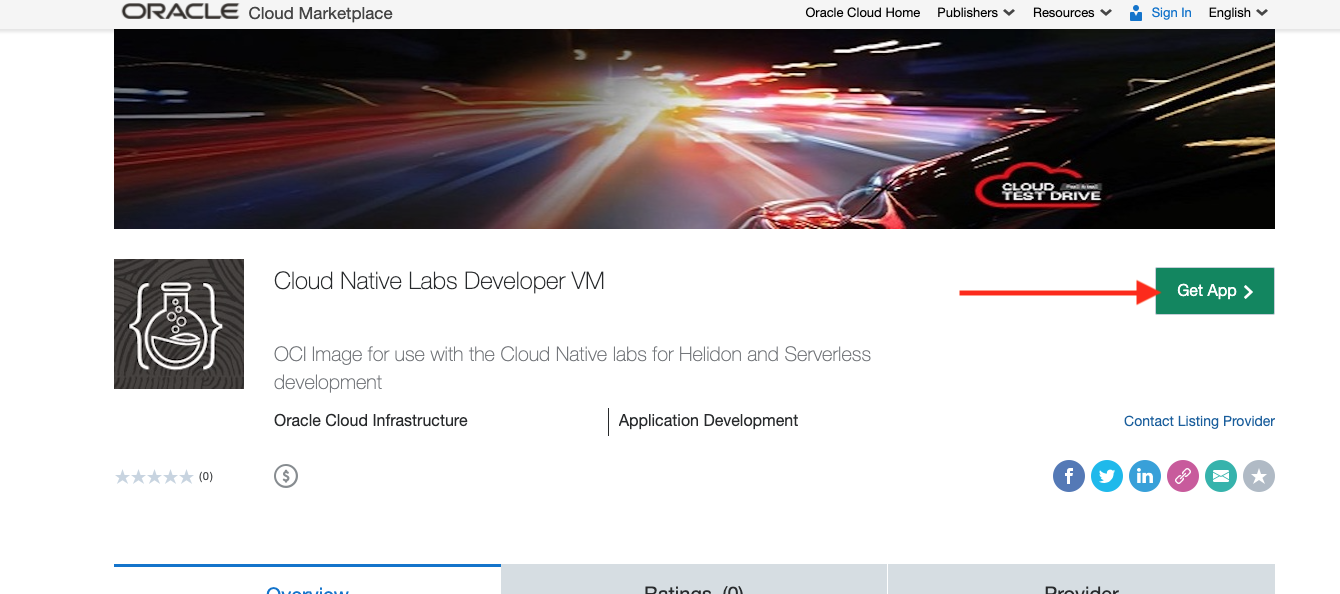 ORACLE Cloud Marketplace
Oracle Cloud Home Publishers Resources Sign In English
CLOUD
TEST DRIVE
Cloud Native Labs Developer VM
Get App
OCI Image for use with the Cloud Native labs for Helidon and Serverless
development
Oracle Cloud Infrastructure
Application Development
Contact Listing Provider
(0)
$
Overview
Ratings (0)
Provider